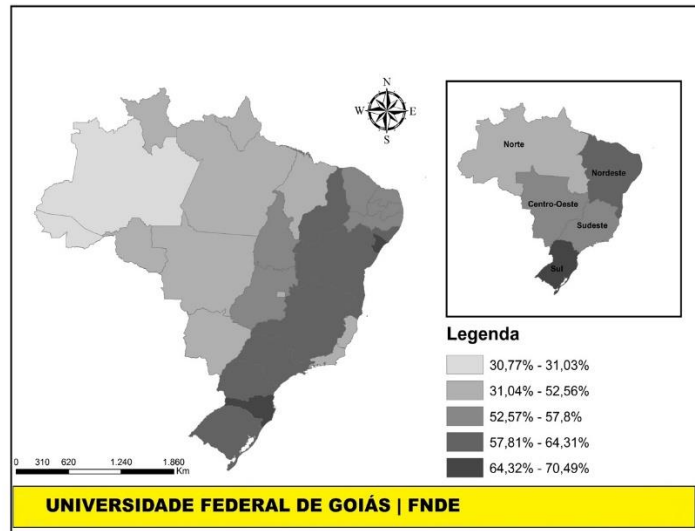 N
W E
S
Norte
Nordeste
Centro-Oeste
Sudeste
Sul
Legenda
30,77% - 31,03%
31,04% - 52,56%
52,57% - 57,8%
57,81% - 64,31%
64,32% - 70,49%
0 310 620 1.240 1.860
Km
UNIVERSIDADE FEDERAL DE GOIÁS | FNDE